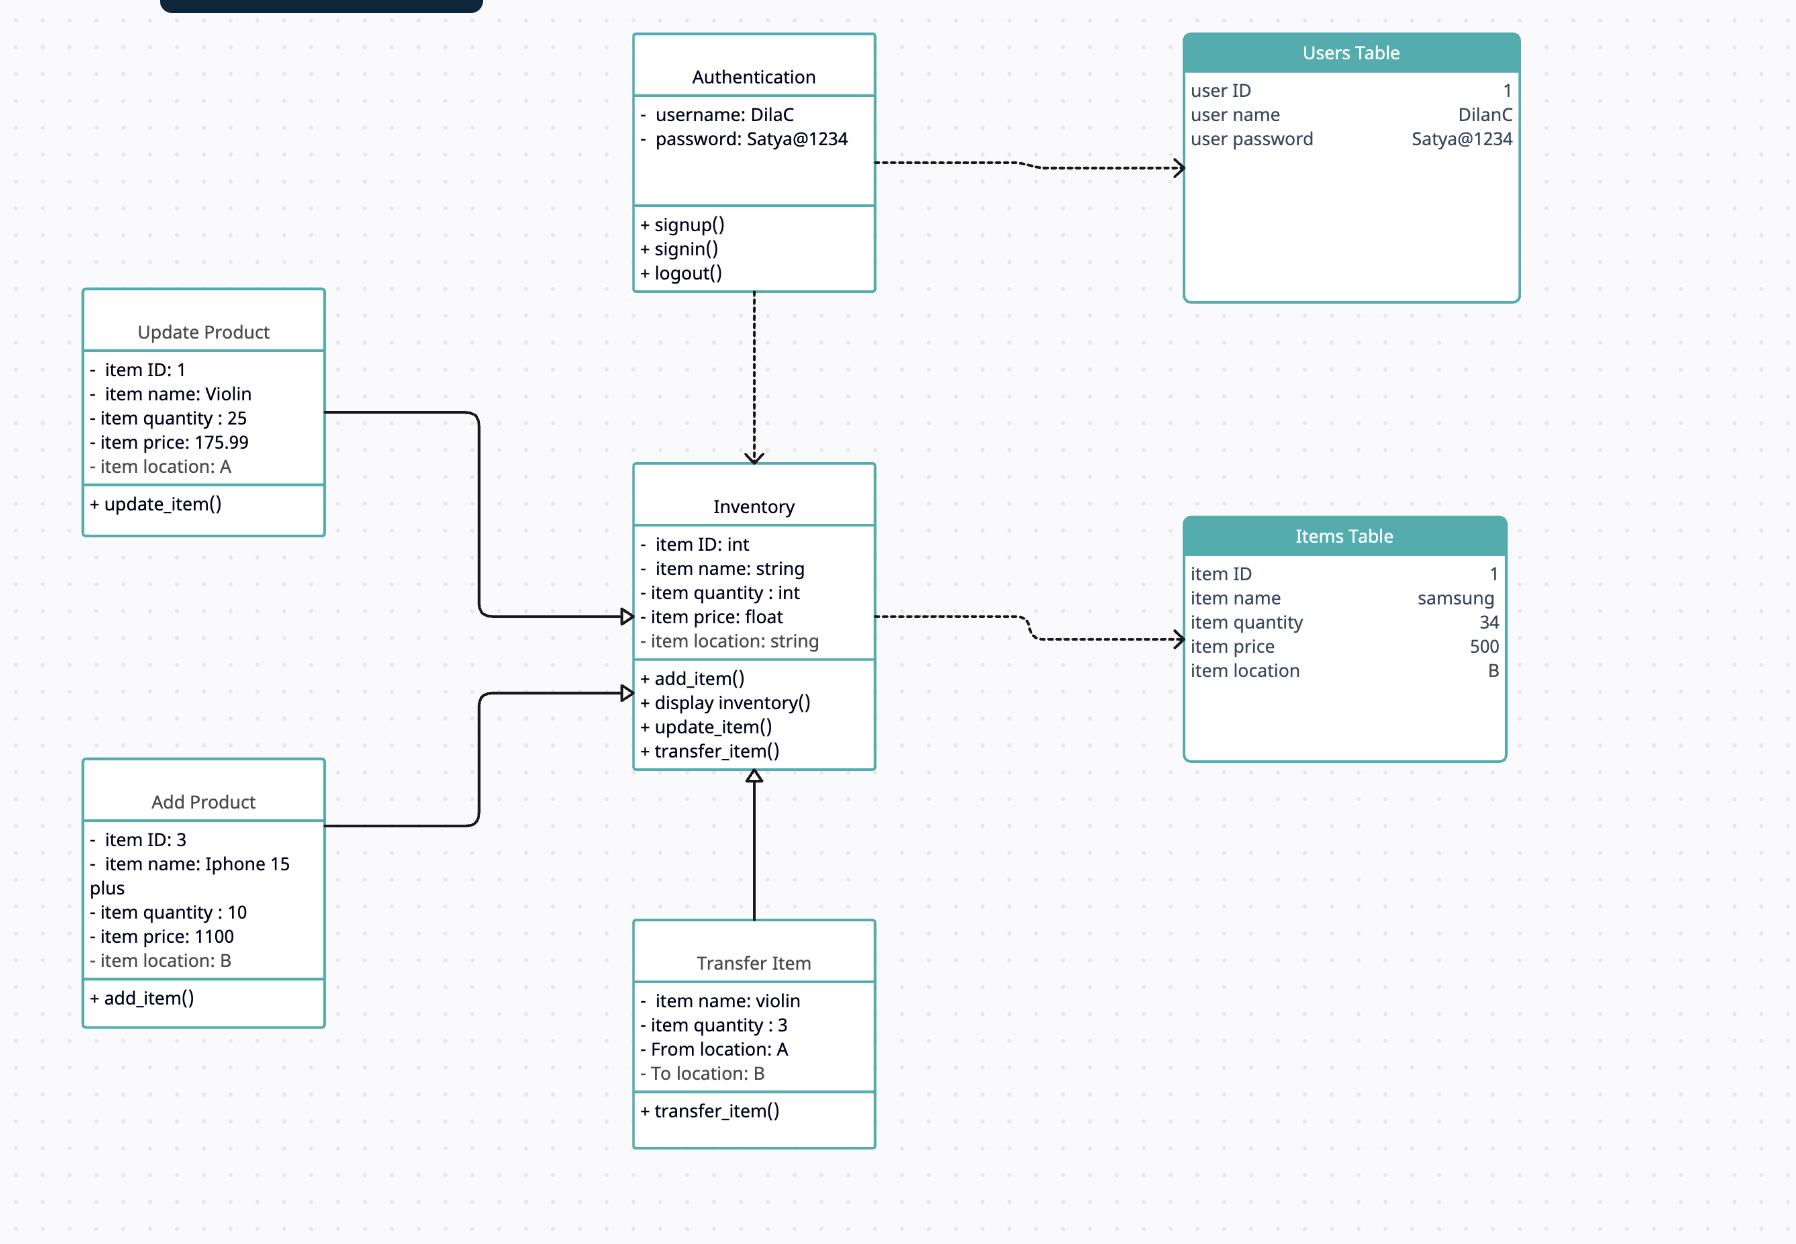 Authentication
-  username: DilaC
-  password: Satya@1234
+ signup()
+ signin()
+ logout()
Users Table
user ID 1
user name DilanC
user password Satya@1234
Update Product
-  item ID: 1
-  item name: Violin
- item quantity : 25
- item price: 175.99
- item location: A
+ update_item()
Inventory
-  item ID: int
-  item name: string
- item quantity : int
- item price: float
- item location: string
+ add_item()
+ display inventory()
+ update_item()
+ transfer_item()
Items Table
item ID 1
item name samsung
item quantity 34
item price 500
item location B
Add Product
-  item ID: 3
-  item name: Iphone 15
plus
- item quantity : 10
- item price: 1100
- item location: B
+ add_item()
Transfer Item
-  item name: violin
- item quantity : 3
- From location: A
- To location: B
+ transfer_item()